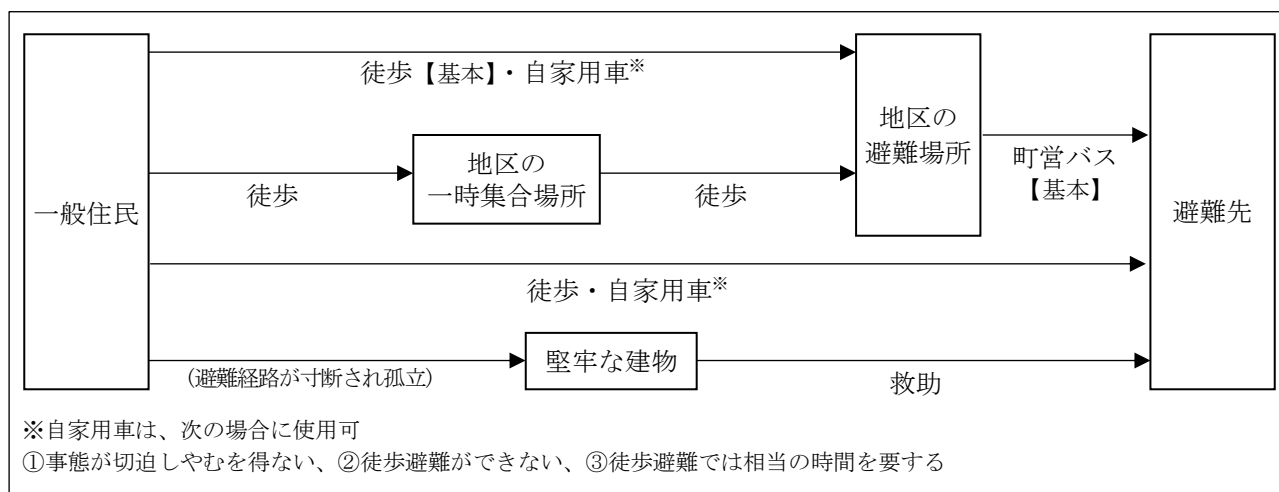 徒歩【基本】・自家用車※
地区の
避難場所
町営バス
【基本】
地区の
一時集合場所
徒歩
徒歩
一般住民
避難先
徒歩・自家用車※
堅牢な建物
(避難経路が寸断され孤立)
救助
※自家用車は、次の場合に使用可
①事態が切迫しやむを得ない、②徒歩避難ができない、③徒歩避難では相当の時間を要する